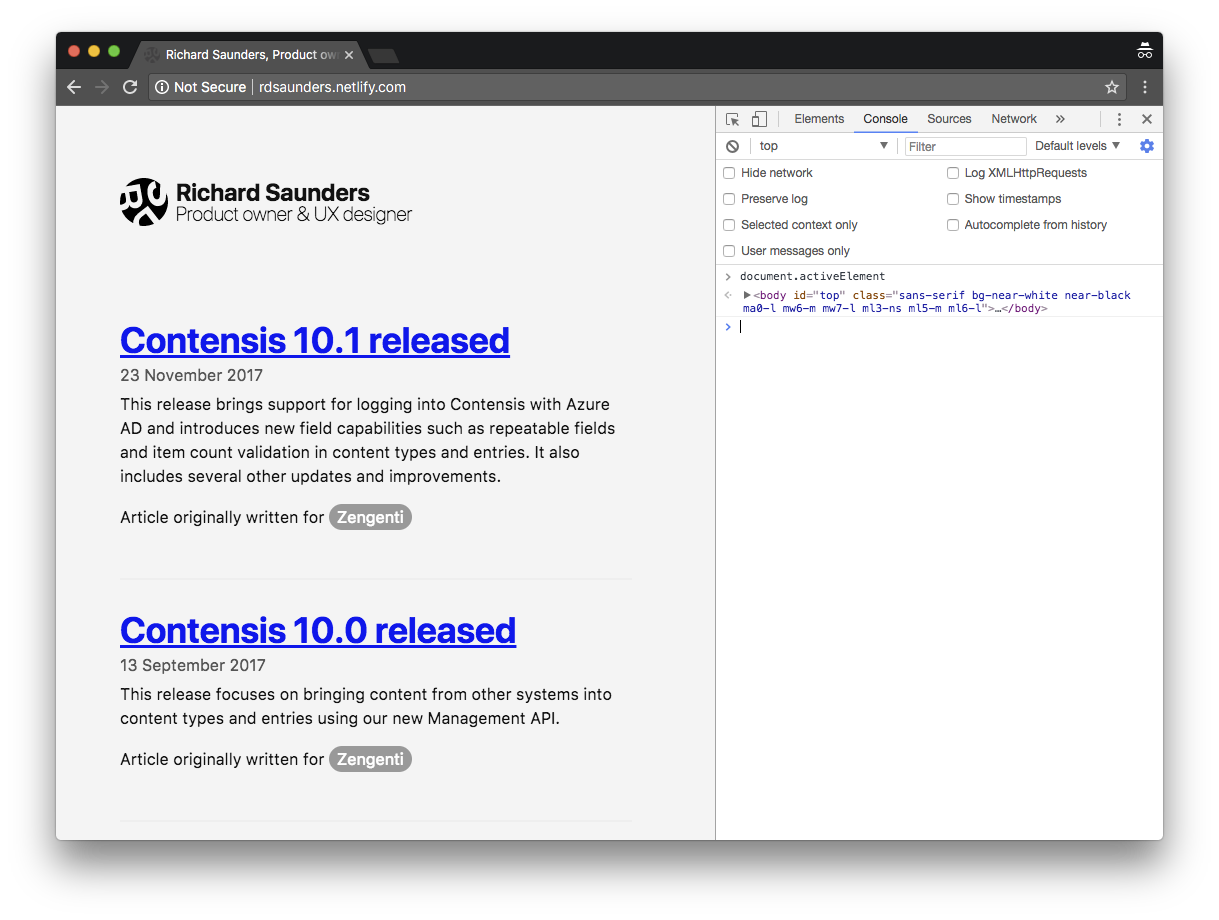 Richard Saunders, Product ow
Not Secure | rdsaunders.netlify.com
Richard Saunders
Product owner & UX designer
Contensis 10.1 released
23 November 2017
This release brings support for logging into Contensis with Azure
AD and introduces new field capabilities such as repeatable fields
and item count validation in content types and entries. It also
includes several other updates and improvements.
Article originally written for Zengenti
Contensis 10.0 released
13 September 2017
This release focuses on bringing content from other systems into
content types and entries using our new Management API.
Article originally written for Zengenti
Elements Console Sources Network »
top Filter Default levels
Hide network Log XMLHttpRequests
Preserve log Show timestamps
Selected context only Autocomplete from history
User messages only
document.activeElement
<body id="top" class="sans-serif bg-near-white near-black
ma0-l mw6-m mw7-l ml3-ns ml5-m ml6-l">…</body>